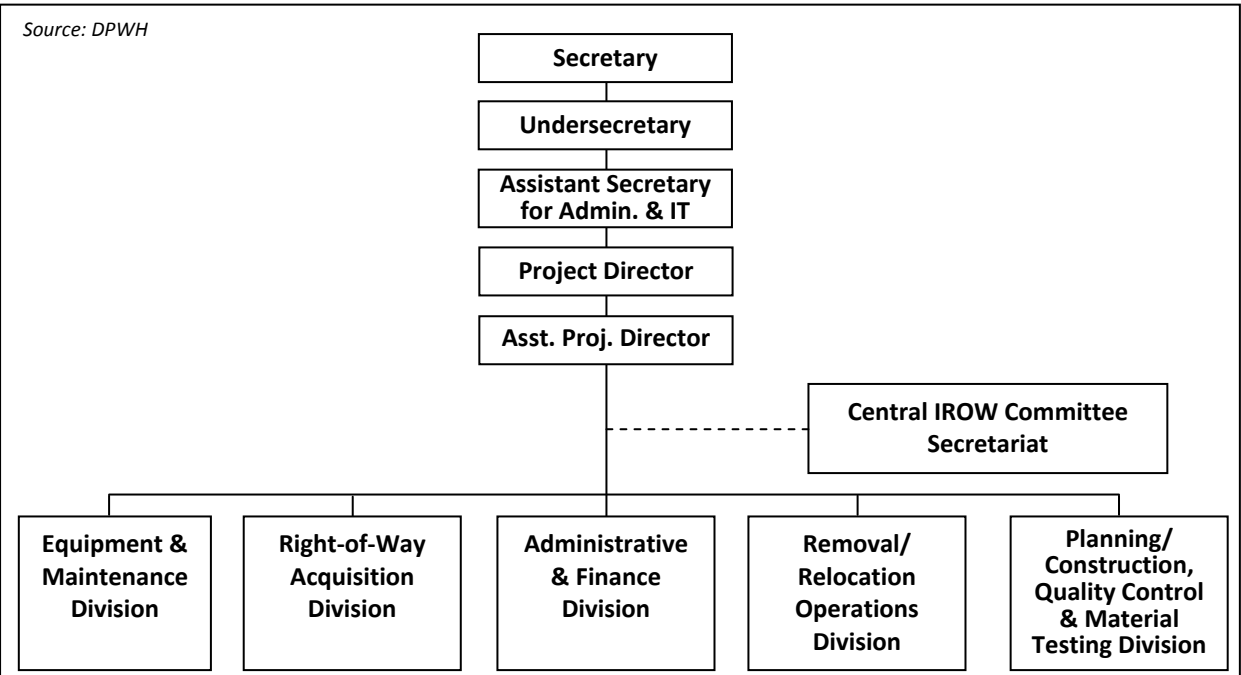 Source: DPWH
Secretary
Undersecretary
Assistant Secretary
for Admin. & IT
Project Director
Asst. Proj. Director
Central IROW Committee
Secretariat
Equipment &
Maintenance
Division
Right-of-Way
Acquisition
Division
Administrative
& Finance
Division
Removal/
Relocation
Operations
Division
Planning/
Construction,
Quality Control
& Material
Testing Division